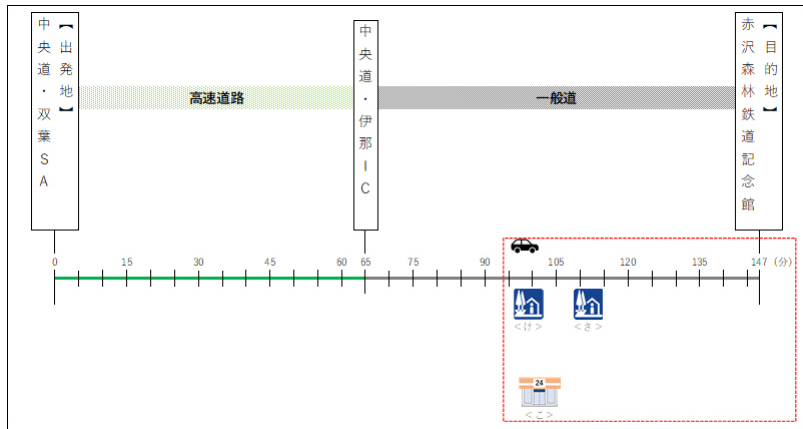 【出発地】
中央道・双葉SA
中央道・伊那IC
【目的地】
赤沢森林鉄道記念館
高速道路
一般道
0 15 30 45 60 65 75 90 105 120 135 147 (分)
<け> <さ>
24
<こ>